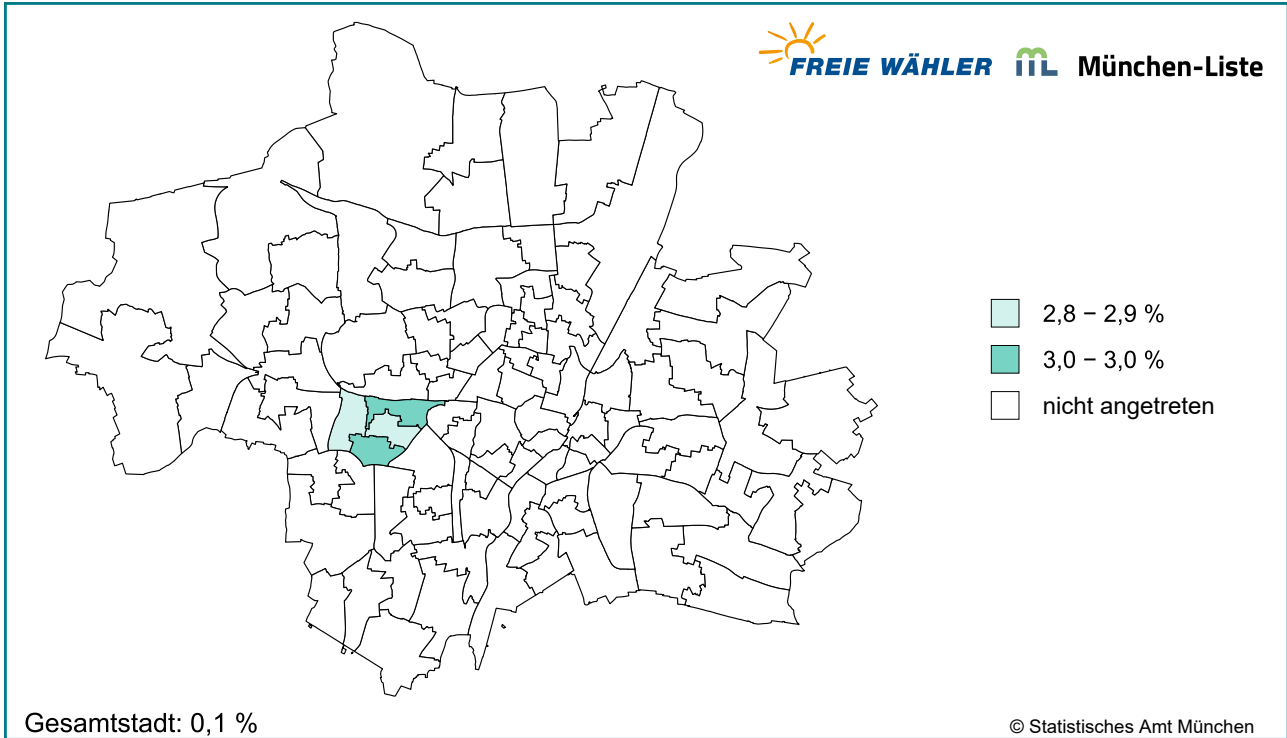 FREIE WÄHLER mL München-Liste
2,8 – 2,9 %
3,0 – 3,0 %
nicht angetreten
Gesamtstadt: 0,1 %
© Statistisches Amt München